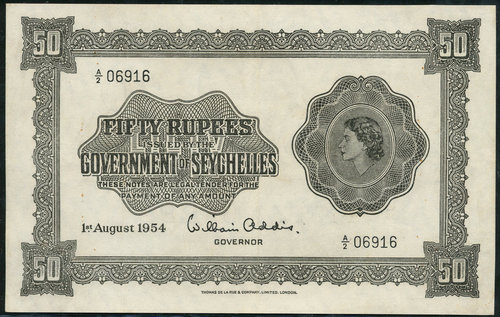 50 50
A/2 06916
FIFTY RUPEES
ISSUED BY THE
GOVERNMENT OF SEYCHELLES
THESE NOTES ARE LEGAL TENDER FOR THE
PAYMENT OF ANY AMOUNT
1st August 1954 William Addis.
GOVERNOR
A/2 06916
50 50
THOMAS DE LA RUE & COMPANY, LIMITED, LONDON.